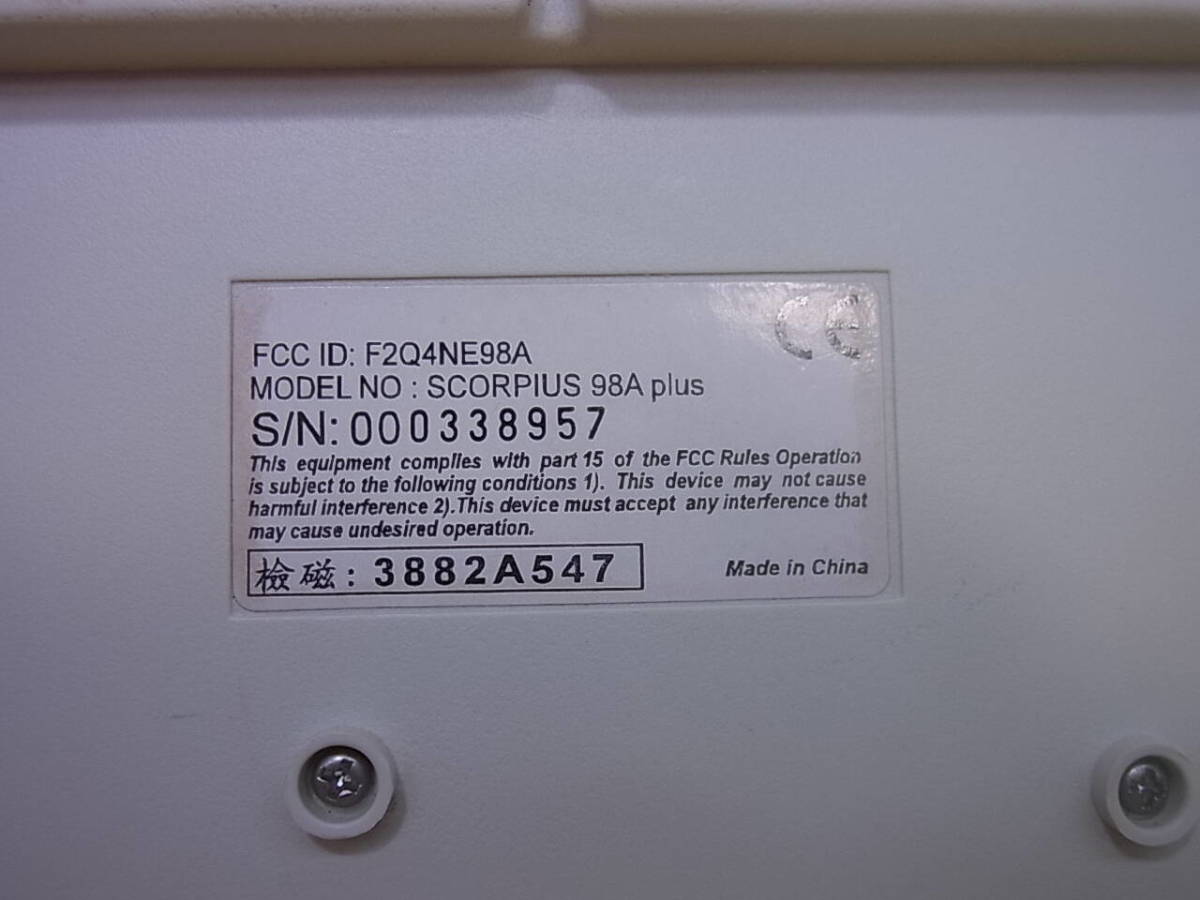 CE
FCC ID: F2Q4NE98A
MODEL NO : SCORPIUS 98A plus
S/N: 000338957
This equipment complies with part 15 of the FCC Rules Operation
is subject to the following conditions 1). This device may not cause
harmful interference 2).This device must accept any interference that
may cause undesired operation.
檢磁: 3882A547
Made in China